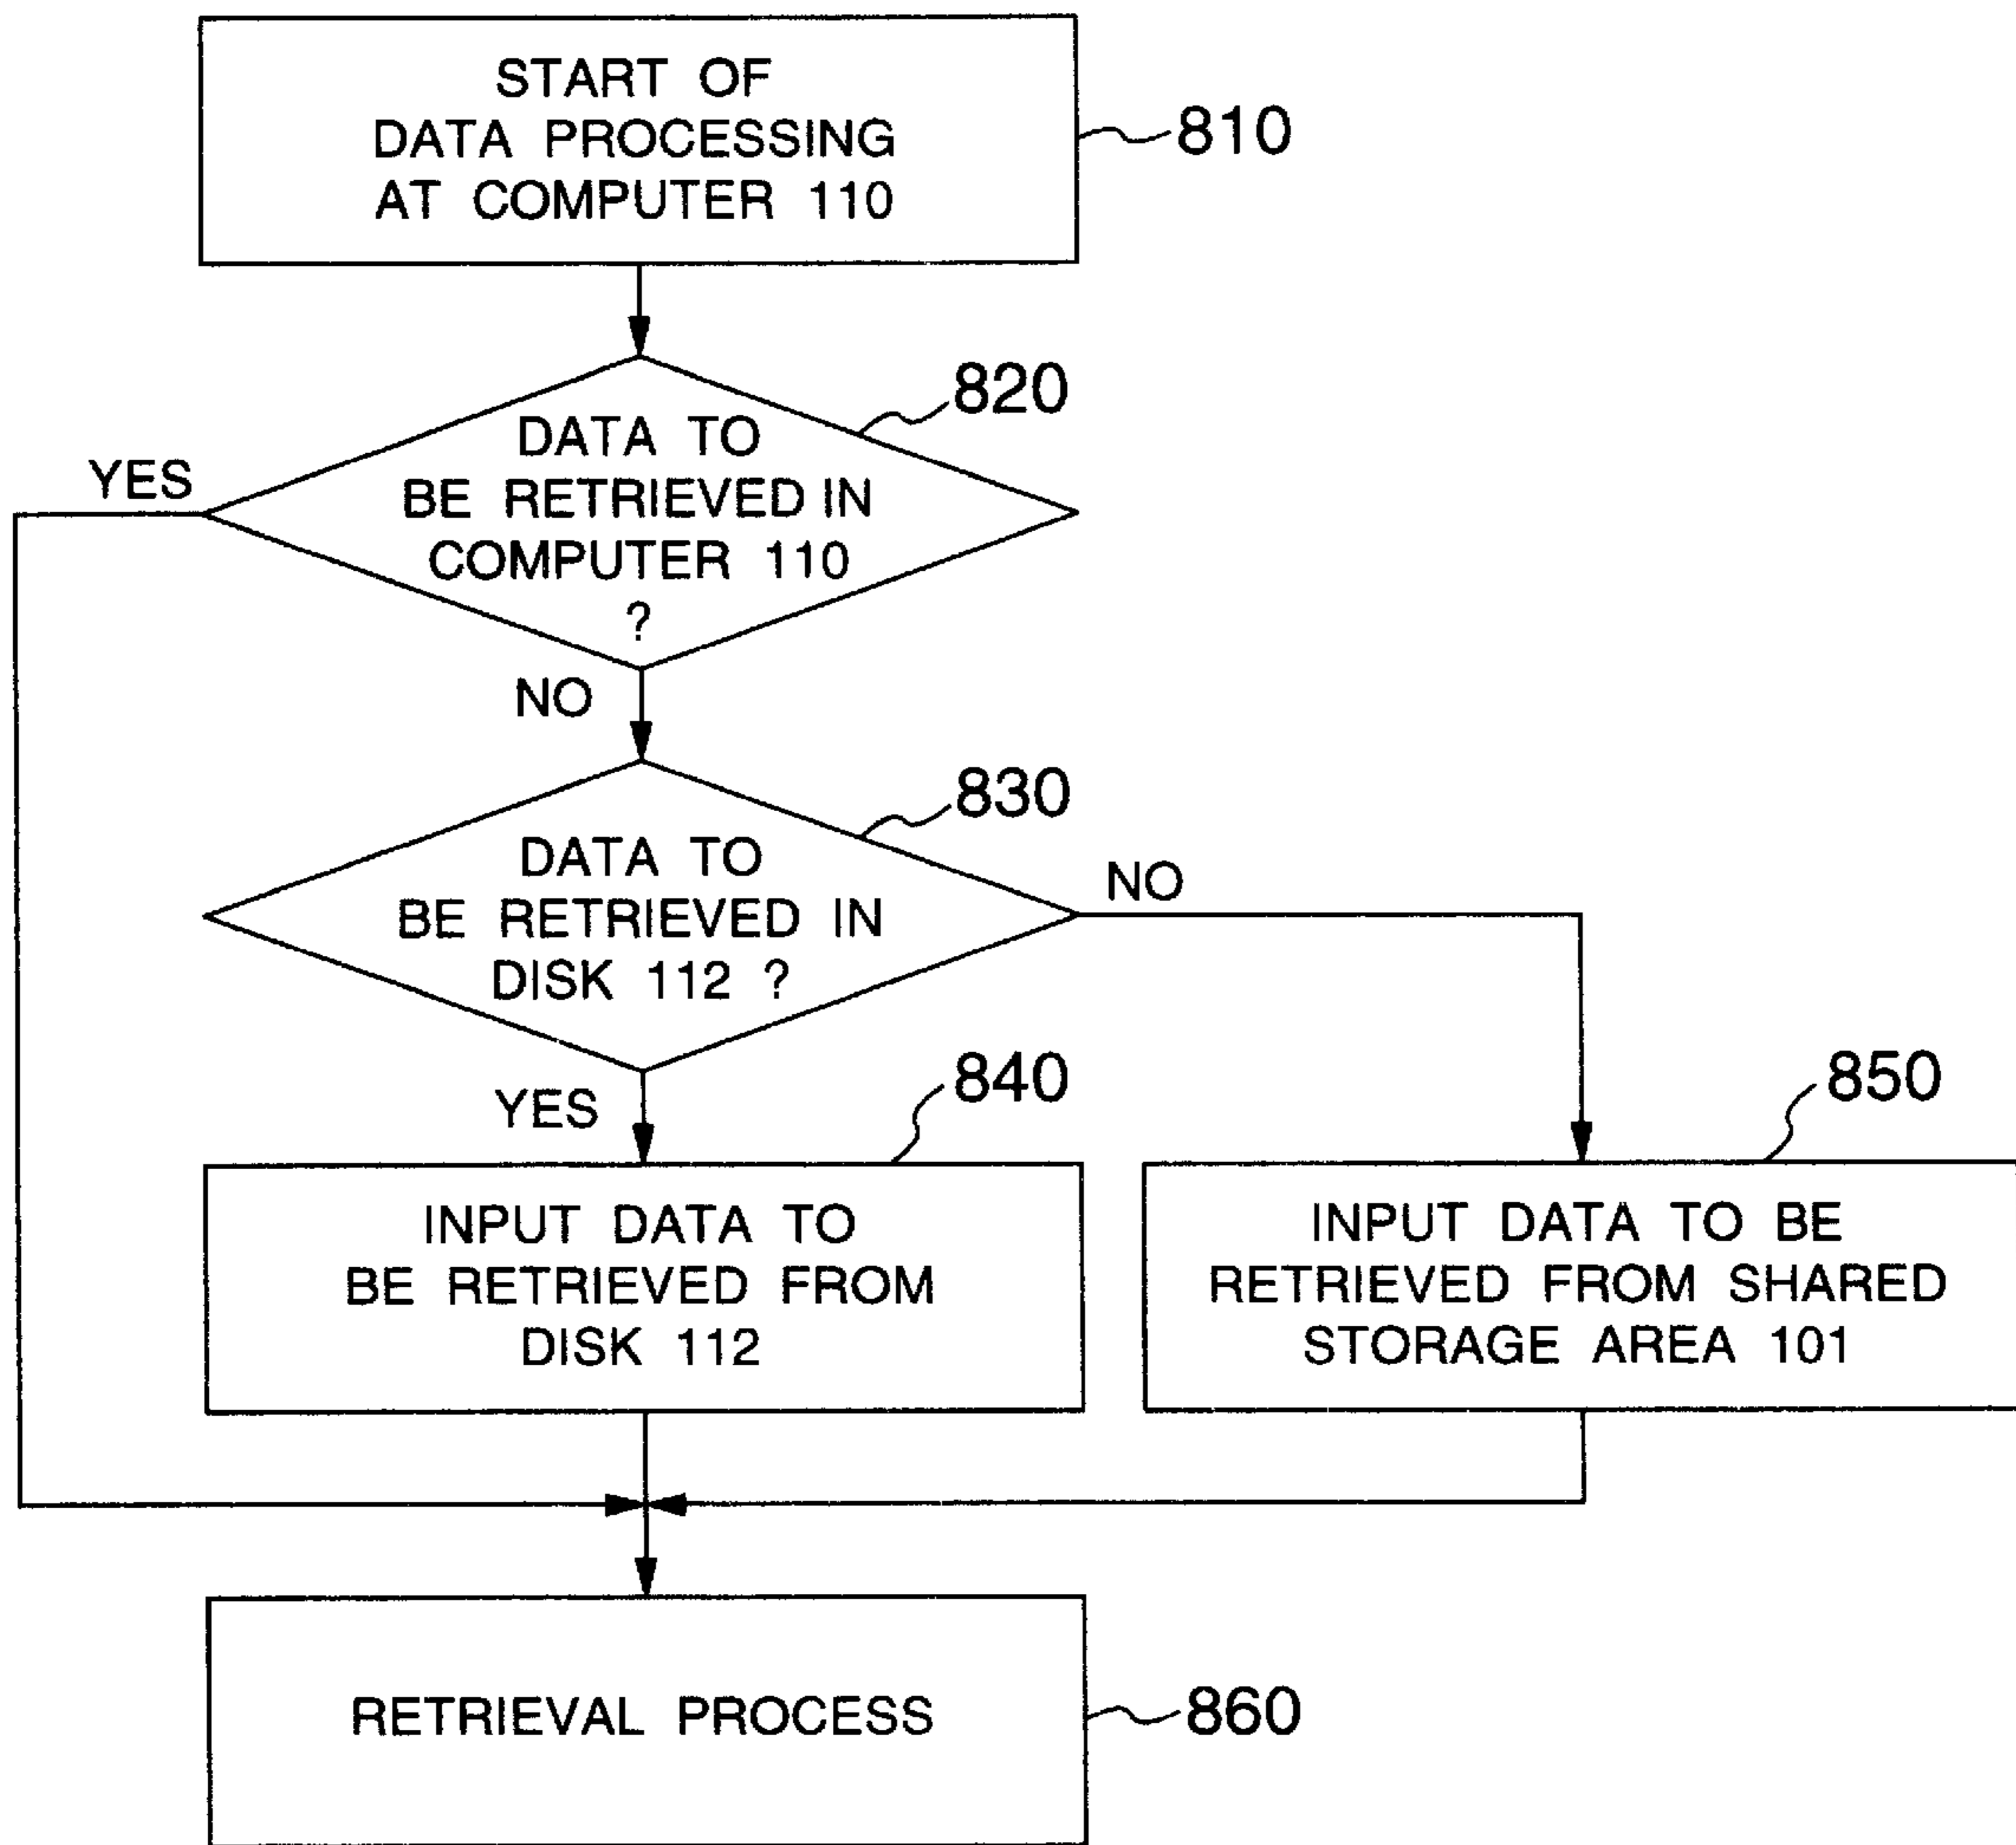 START OF
DATA PROCESSING
AT COMPUTER 110
810
820
DATA TO
BE RETRIEVED IN
COMPUTER 110
?
YES
NO
830
DATA TO
BE RETRIEVED IN
DISK 112 ?
NO
YES
840
INPUT DATA TO
BE RETRIEVED FROM
DISK 112
850
INPUT DATA TO BE
RETRIEVED FROM SHARED
STORAGE AREA 101
RETRIEVAL PROCESS
860